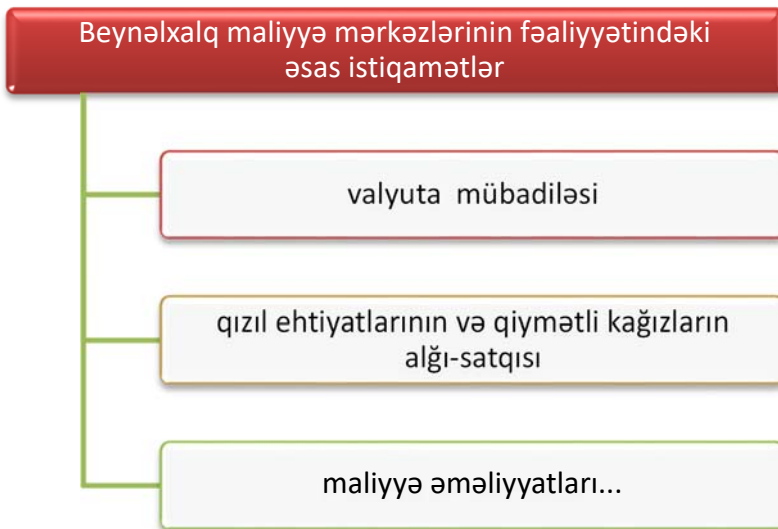 Beynəlxalq maliyyə mərkəzlərinin fəaliyyətindəki
əsas istiqamətlər
valyuta mübadiləsi
qızıl ehtiyatlarının və qiymətli kağızların
alğı-satqısı
maliyyə əməliyyatları...